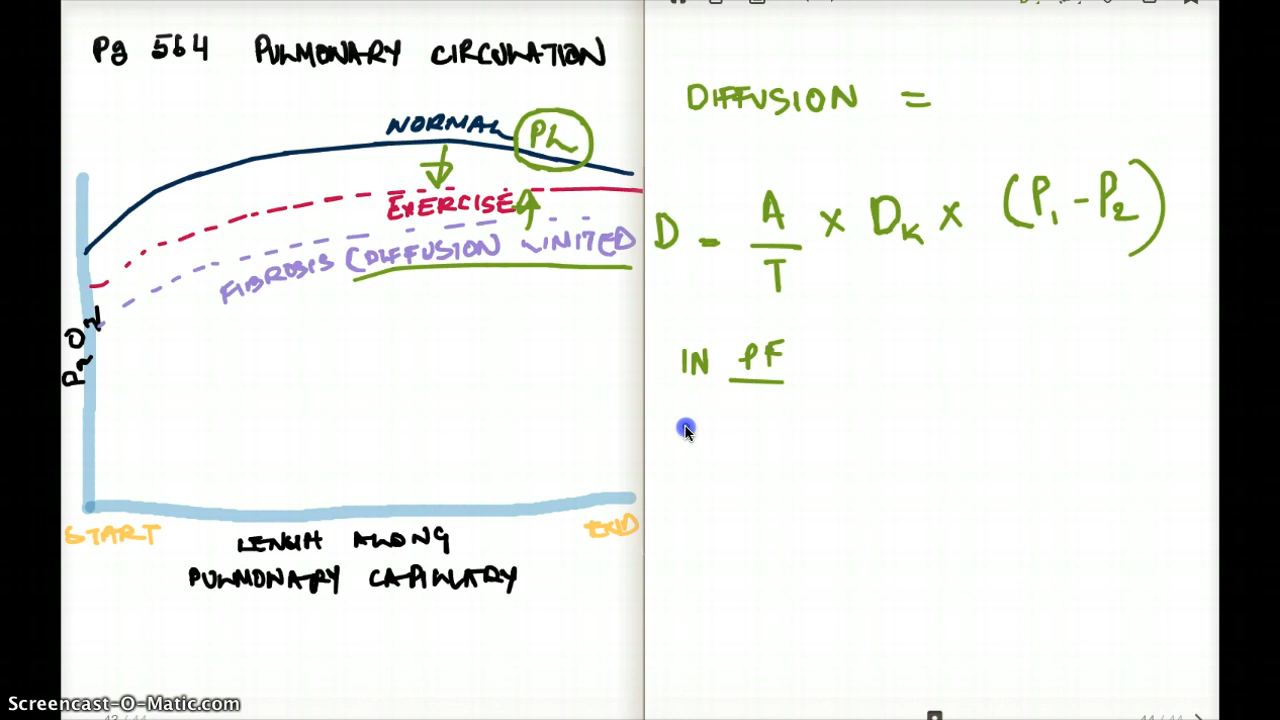 Pg 564 PULMONARY CIRCULATION
NORMAL PL
EXERCISE
FIBROSIS (DIFFUSION LIMITED
START
END
LENGTH ALONG
PULMONARY CAPILLARY
DIFFUSION =
D = A / T × DK × (P1 - P2)
IN PF
Screencast-O-Matic.com